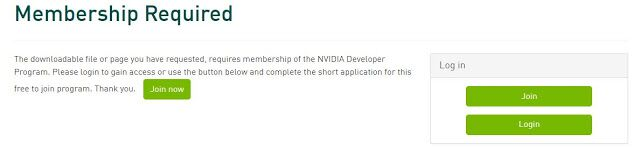 Membership Required
The downloadable file or page you have requested, requires membership of the NVIDIA Developer
Program. Please login to gain access or use the button below and complete the short application for this
free to join program. Thank you. Join now
Log in
Join
Login